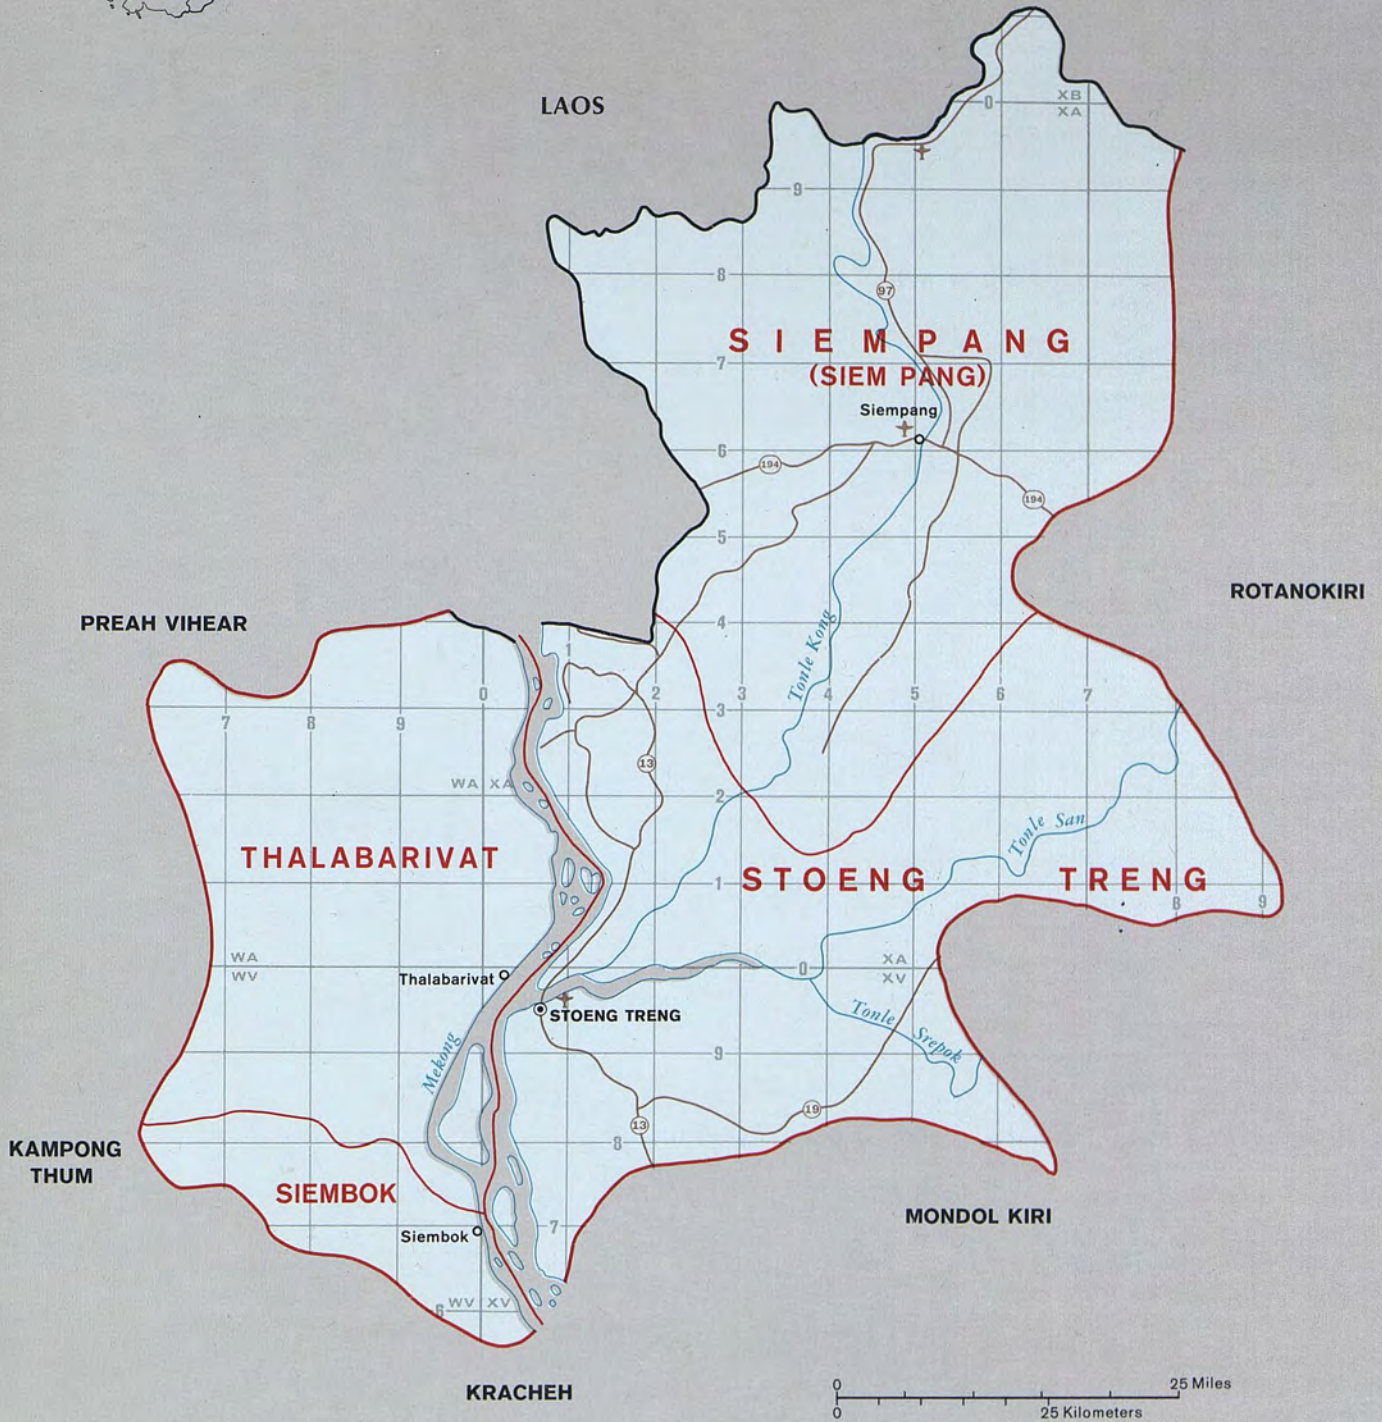 LAOS
0
XB
XA
9
8
97
SIEMPANG
7
(SIEM PANG)
Siempang
6
194
194
5
ROTANOKIRI
PREAH VIHEAR
4
Tonle Kong
1
0
2
3
4
5
6
7
7
8
9
3
13
WA XA
2
Tonle San
THALABARIVAT
1
STOENG TRENG
8
9
WA
WV
Thalabarivat
0
XA
XV
STOENG TRENG
Tonle Srepok
Mekong
9
19
13
8
KAMPONG
THUM
SIEMBOK
MONDOL KIRI
Siembok
7
6
WV XV
KRACHEH
0
25 Miles
0
25 Kilometers